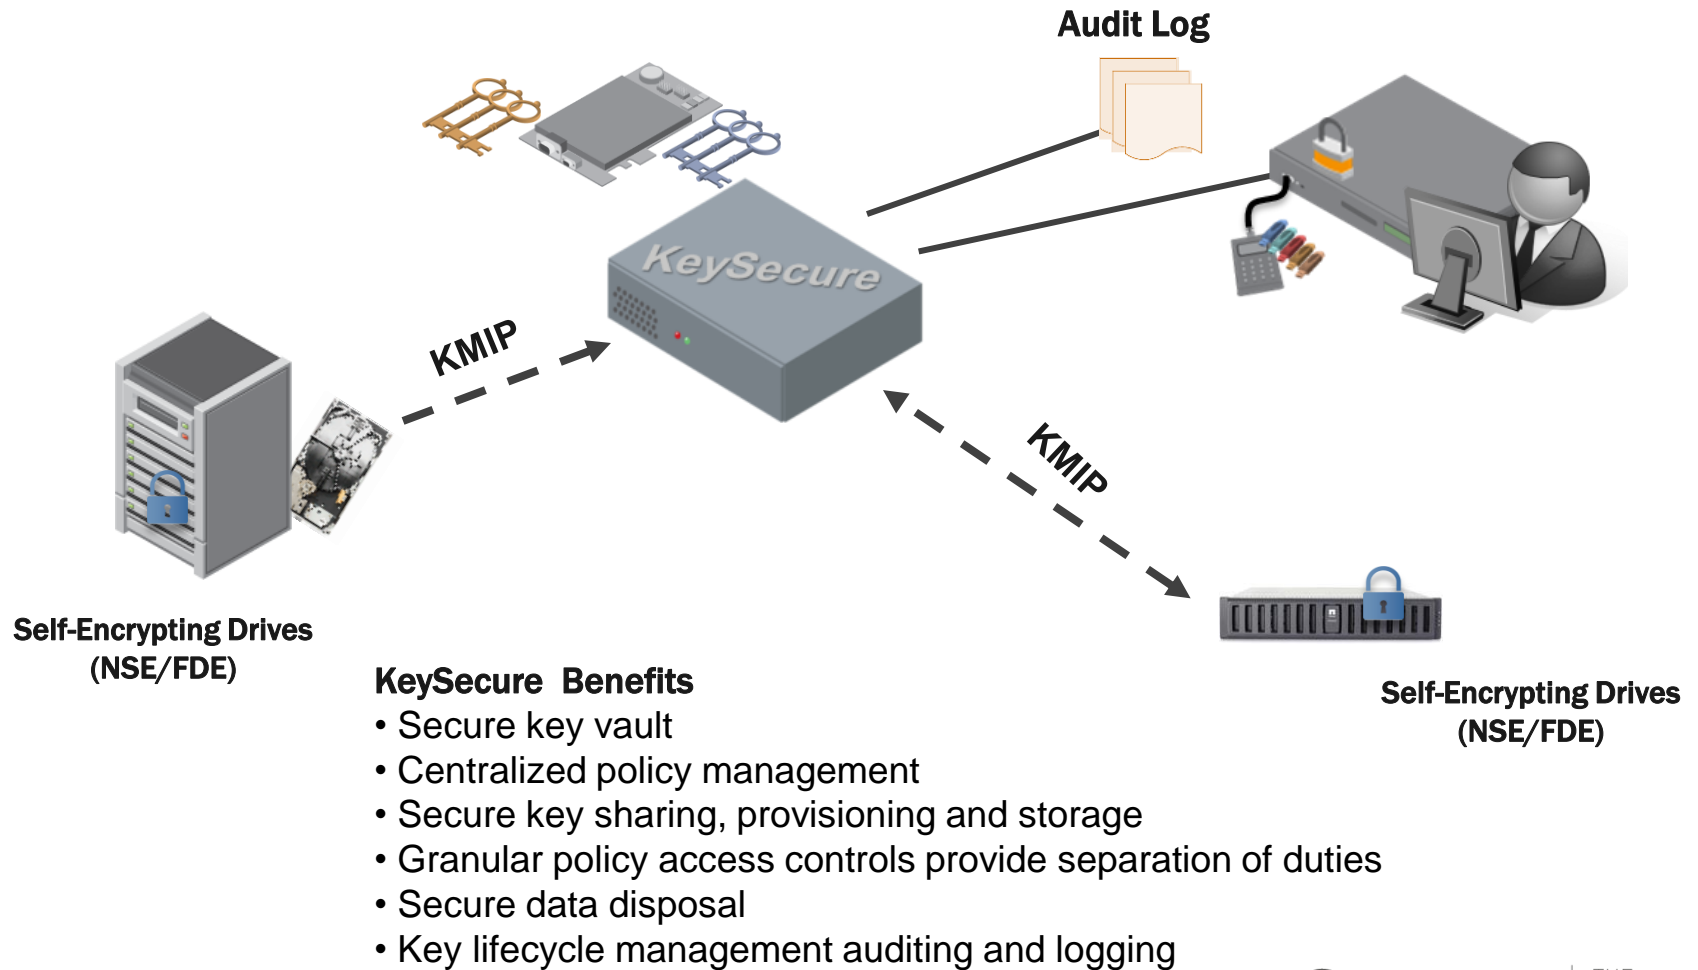 Audit Log
KeySecure
KMIP
KMIP
Self-Encrypting Drives
(NSE/FDE)
Self-Encrypting Drives
(NSE/FDE)
KeySecure  Benefits
• Secure key vault
• Centralized policy management
• Secure key sharing, provisioning and storage
• Granular policy access controls provide separation of duties
• Secure data disposal
• Key lifecycle management auditing and logging